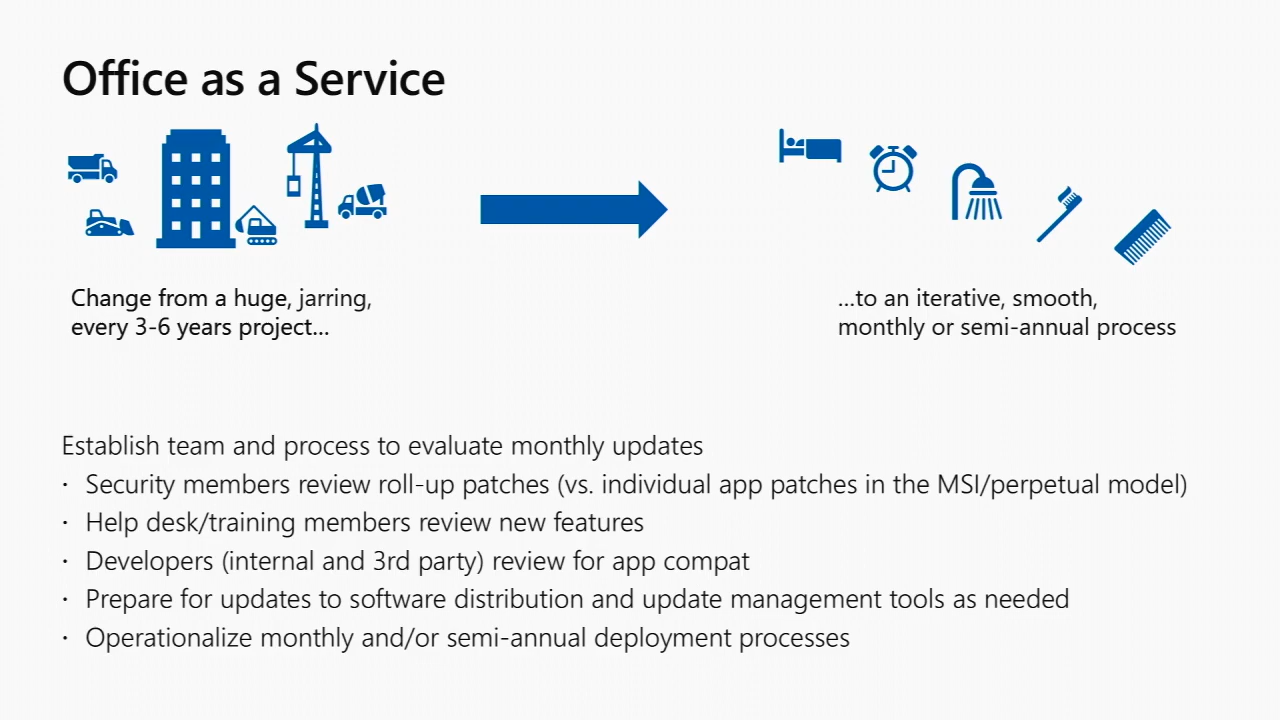 Office as a Service
Change from a huge, jarring,
every 3-6 years project...
...to an iterative, smooth,
monthly or semi-annual process
Establish team and process to evaluate monthly updates
· Security members review roll-up patches (vs. individual app patches in the MSI/perpetual model)
· Help desk/training members review new features
· Developers (internal and 3rd party) review for app compat
· Prepare for updates to software distribution and update management tools as needed
· Operationalize monthly and/or semi-annual deployment processes